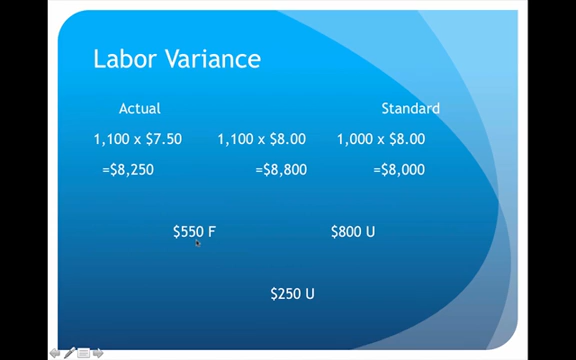 Labor Variance
Actual Standard
1,100 x $7.50 1,100 x $8.00 1,000 x $8.00
=$8,250 =$8,800 =$8,000
$550 F $800 U
$250 U